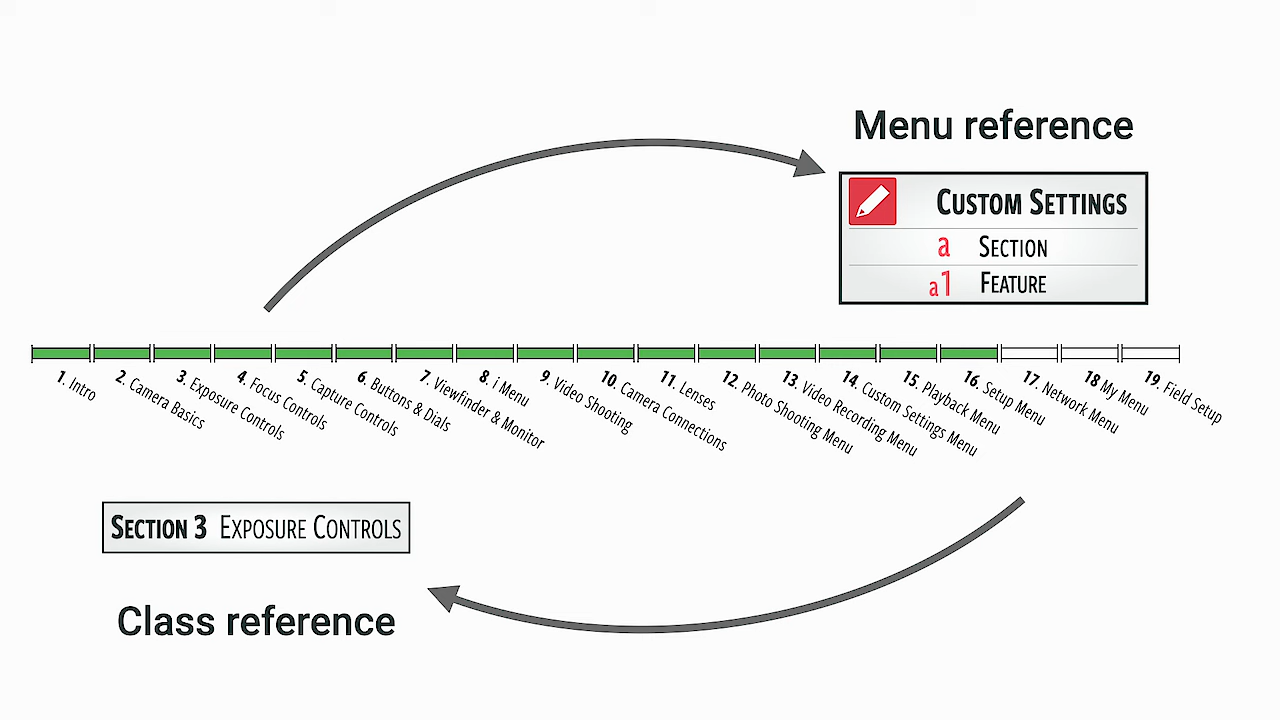 Menu reference
CUSTOM SETTINGS
a SECTION
a1 FEATURE
1. Intro
2. Camera Basics
3. Exposure Controls
4. Focus Controls
5. Capture Controls
6. Buttons & Dials
7. Viewfinder & Monitor
8. i Menu
9. Video Shooting
10. Camera Connections
11. Lenses
12. Photo Shooting Menu
13. Video Recording Menu
14. Custom Settings Menu
15. Playback Menu
16. Setup Menu
17. Network Menu
18 My Menu
19. Field Setup
SECTION 3 EXPOSURE CONTROLS
Class reference